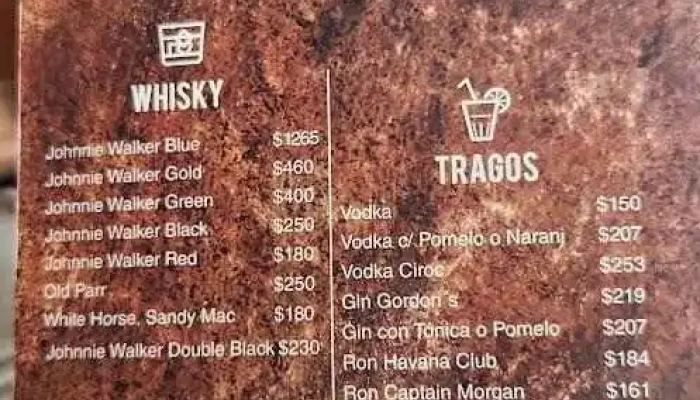 WHISKY
Johnnie Walker Blue $1265
Johnnie Walker Gold $460
Johnnie Walker Green $400
Johnnie Walker Black $250
Johnnie Walker Red $180
Old Parr $250
White Horse, Sandy Mac $180
Johnnie Walker Double Black $230
TRAGOS
Vodka $150
Vodka c/ Pomelo o Naranj $207
Vodka Ciroc $253
Gin Gordon´s $219
Gin con Tonica o Pomelo $207
Ron Havana Club $184
Ron Captain Morgan $161